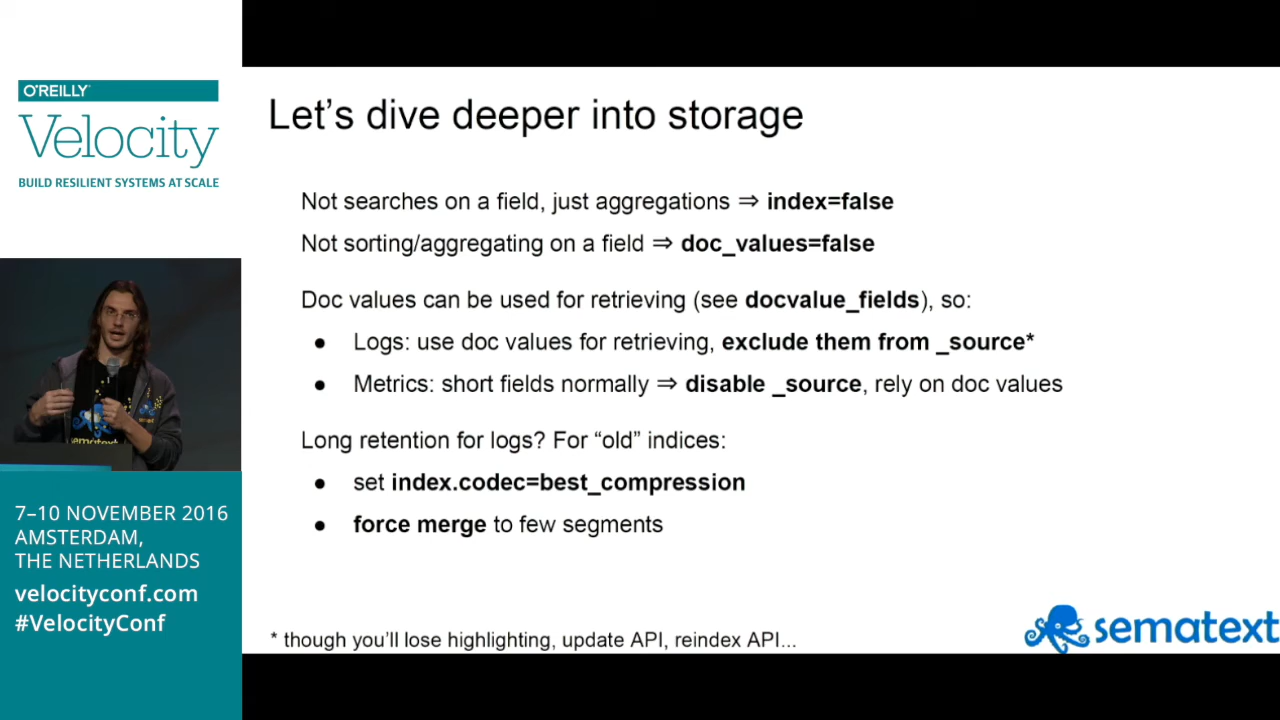 O'REILLY
Velocity
BUILD RESILIENT SYSTEMS AT SCALE
sematext
7–10 NOVEMBER 2016
AMSTERDAM,
THE NETHERLANDS
velocityconf.com
#VelocityConf
Let's dive deeper into storage
Not searches on a field, just aggregations ⇒ index=false
Not sorting/aggregating on a field ⇒ doc_values=false
Doc values can be used for retrieving (see docvalue_fields), so:
● Logs: use doc values for retrieving, exclude them from _source*
● Metrics: short fields normally ⇒ disable _source, rely on doc values
Long retention for logs? For “old” indices:
● set index.codec=best_compression
● force merge to few segments
* though you'll lose highlighting, update API, reindex API...
sematext